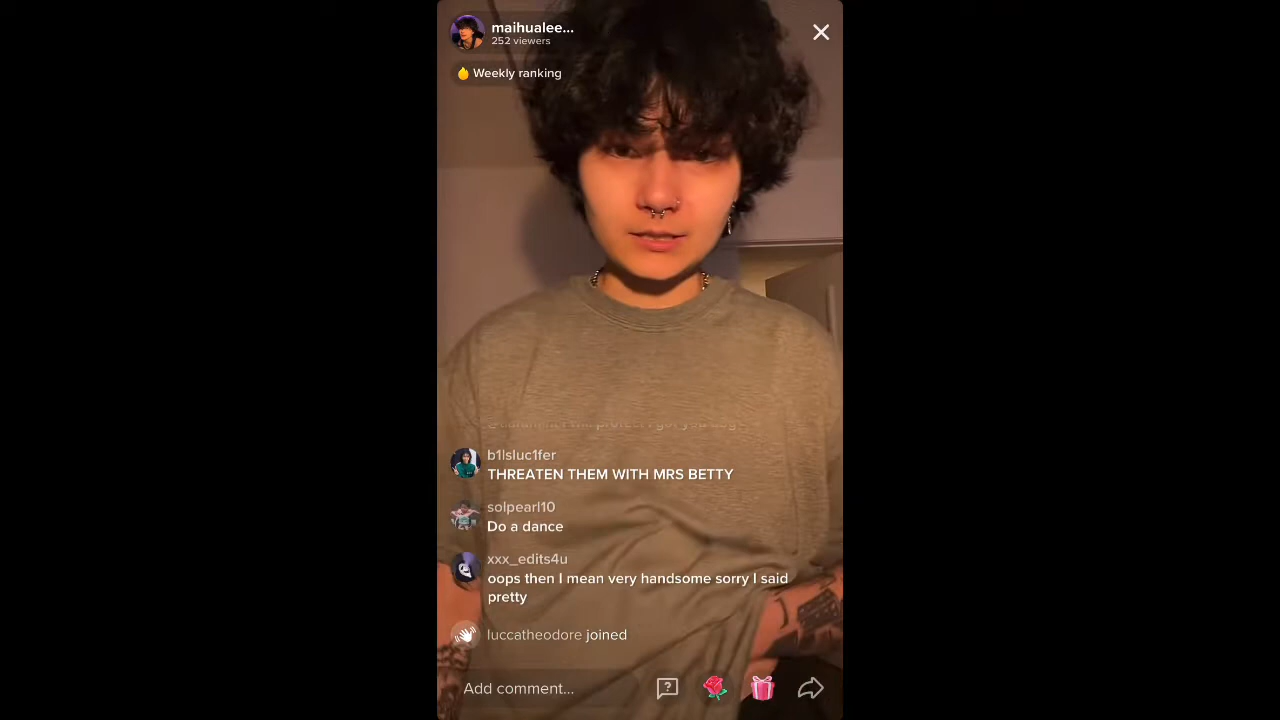 maihualee...
252 viewers
Weekly ranking
b1lsluc1fer
THREATEN THEM WITH MRS BETTY
solpearl10
Do a dance
xxx_edits4u
oops then I mean very handsome sorry I said
pretty
luccatheodore joined
Add comment...